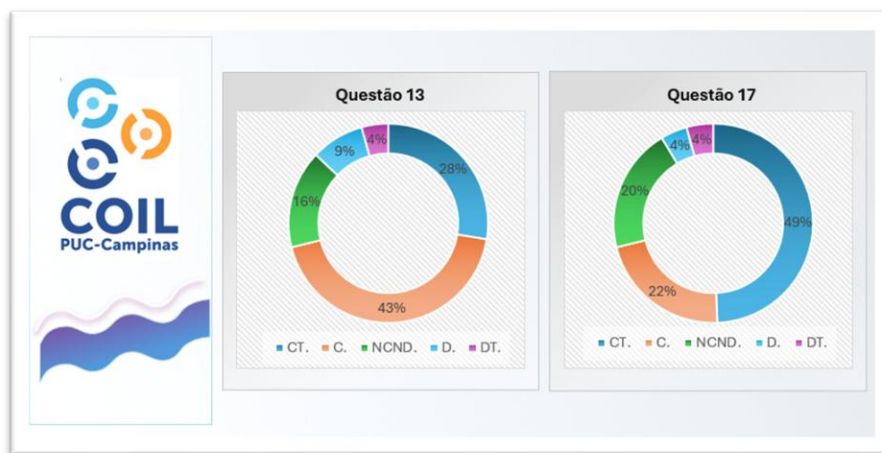 COIL
PUC-Campinas
Questão 13
28%
43%
16%
9%
4%
CT. C. NCND. D. DT.
Questão 17
49%
22%
20%
4%
4%
CT. C. NCND. D. DT.